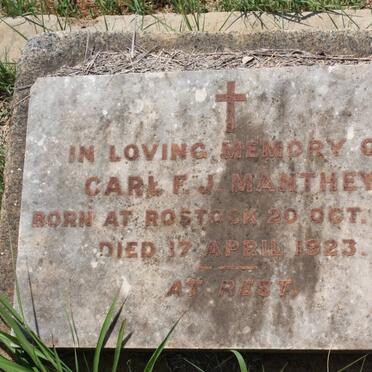 IN LOVING MEMORY O
CARL F. J. MANTHEY
BORN AT ROSTOCK 20 OCT.
DIED 17 APRIL 1923.
AT REST.